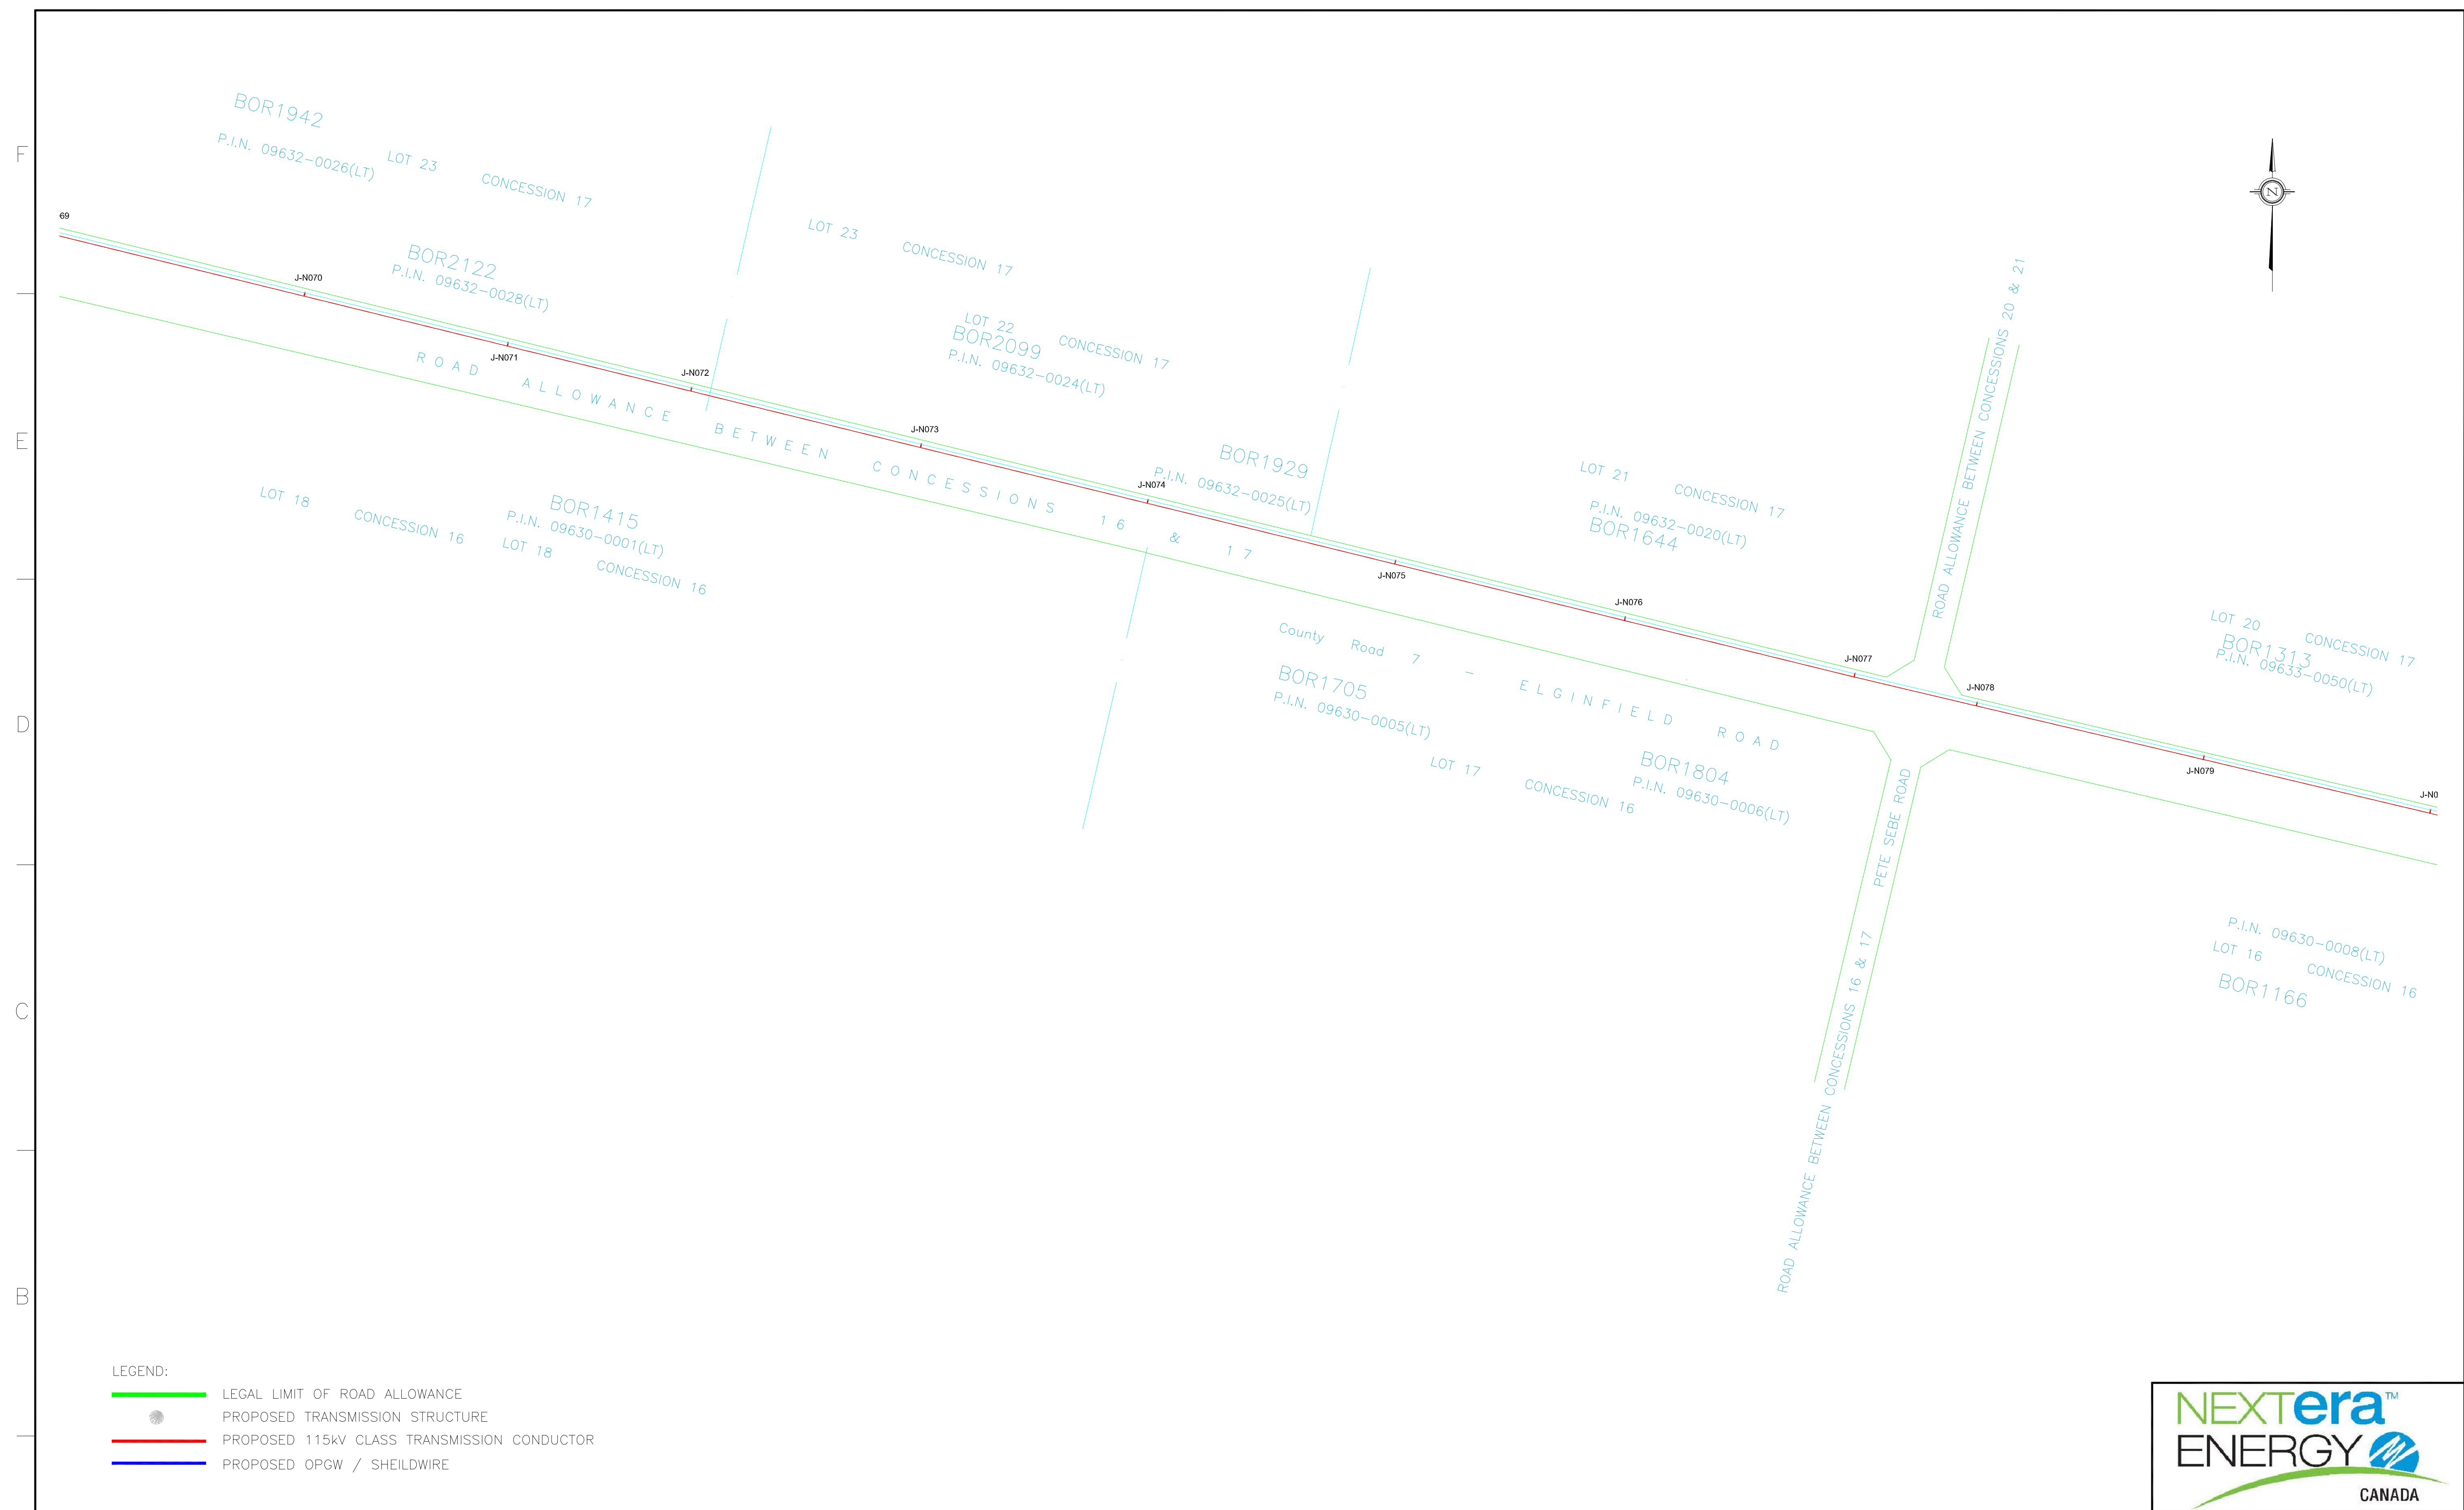 BOR1942
P.I.N. 09632-0026(LT)
LOT 23 CONCESSION 17
69
J-N070
BOR2122
P.I.N. 09632-0028(LT)
J-N071
J-N072
LOT 23 CONCESSION 17
LOT 22 CONCESSION 17
BOR2099
P.I.N. 09632-0024(LT)
J-N073
ROAD ALLOWANCE BETWEEN CONCESSIONS 16 & 17
BOR1929
P.I.N. 09632-0025(LT)
J-N074
LOT 21 CONCESSION 17
P.I.N. 09632-0020(LT)
BOR1644
J-N075
J-N076
J-N077
J-N078
ROAD ALLOWANCE BETWEEN CONCESSIONS 20 & 21
LOT 20 CONCESSION 17
BOR1313
P.I.N. 09633-0050(LT)
J-N079
J-N0
N
F
E
D
C
B
LOT 18 CONCESSION 16
BOR1415
P.I.N. 09630-0001(LT)
LOT 18 CONCESSION 16
County Road 7 - ELGINFIELD ROAD
BOR1705
P.I.N. 09630-0005(LT)
LOT 17 CONCESSION 16
BOR1804
P.I.N. 09630-0006(LT)
PETE SEBE ROAD
ROAD ALLOWANCE BETWEEN CONCESSIONS 16 & 17
P.I.N. 09630-0008(LT)
LOT 16 CONCESSION 16
BOR1166
LEGEND:
LEGAL LIMIT OF ROAD ALLOWANCE
PROPOSED TRANSMISSION STRUCTURE
PROPOSED 115kV CLASS TRANSMISSION CONDUCTOR
PROPOSED OPGW / SHEILDWIRE
NEXTera™
ENERGY
CANADA